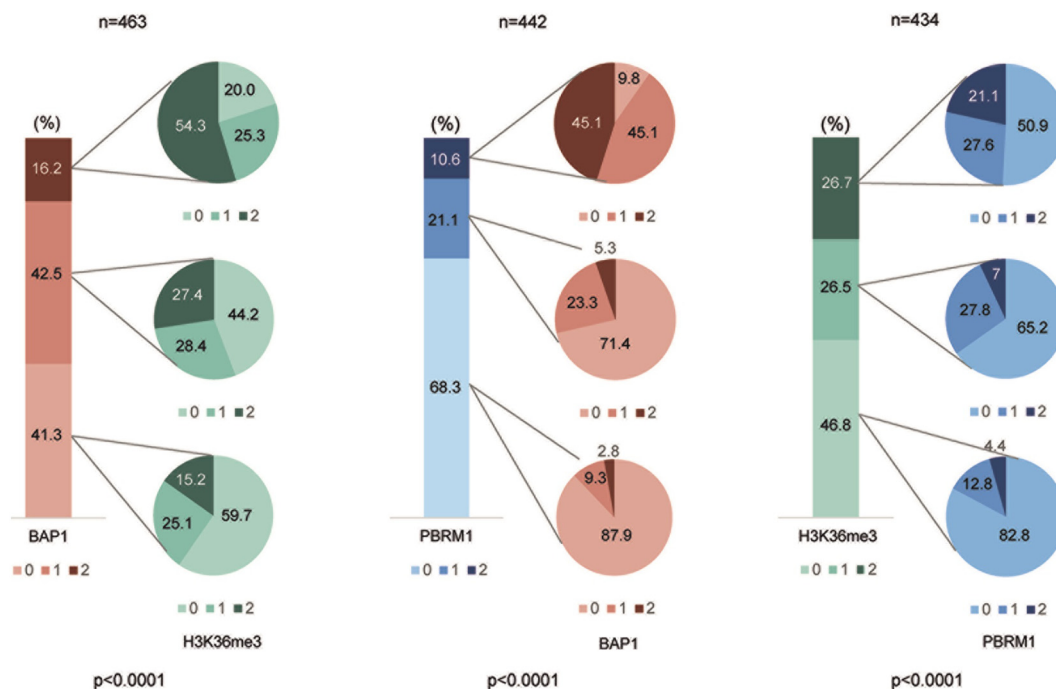 n=463
n=442
n=434
(%)
16.2
42.5
41.3
BAP1
0 1 2
20.0
25.3
54.3
0 1 2
44.2
28.4
27.4
0 1 2
59.7
25.1
15.2
0 1 2
H3K36me3
p<0.0001
(%)
10.6
21.1
68.3
PBRM1
0 1 2
9.8
45.1
45.1
0 1 2
5.3
23.3
71.4
0 1 2
2.8
9.3
87.9
0 1 2
BAP1
p<0.0001
(%)
26.7
26.5
46.8
H3K36me3
0 1 2
21.1
50.9
27.6
0 1 2
7
27.8
65.2
0 1 2
4.4
12.8
82.8
0 1 2
PBRM1
p<0.0001